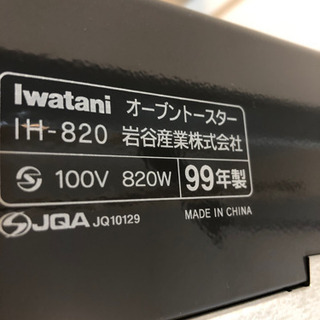 Iwatani オーブントースター
IH-820 岩谷産業株式会社
100V 820W 99年製
JQA JQ10129 MADE IN CHINA